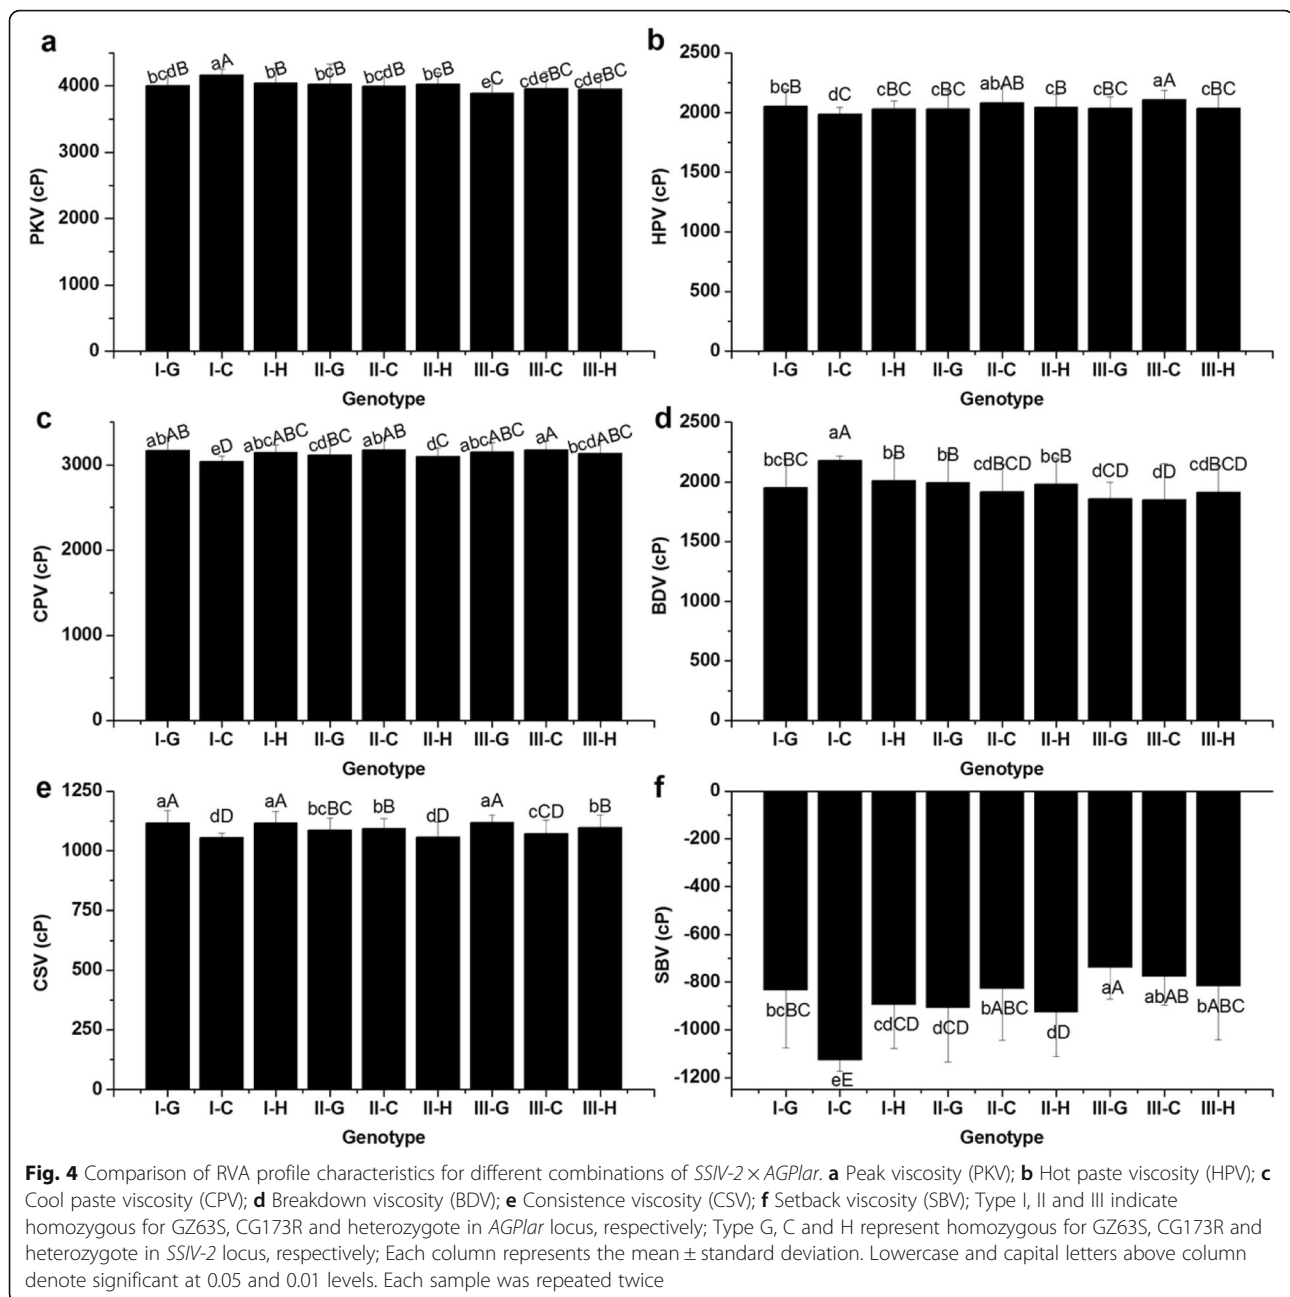 a
bcdB aA bB bcB bcdB bcB eC cdeBC cdeBC
4000
3000
2000
1000
0
PKV (cP)
I-G I-C I-H II-G II-C II-H III-G III-C III-H
Genotype
b
bcB dC cBC cBC abAB cB cBC aA cBC
2500
2000
1500
1000
500
0
HPV (cP)
I-G I-C I-H II-G II-C II-H III-G III-C III-H
Genotype
c
abAB eD abcABC cdBC abAB dC abcABC aA bcdABC
3000
2000
1000
0
CPV (cP)
I-G I-C I-H II-G II-C II-H III-G III-C III-H
Genotype
d
bcBC aA bB bB cdBCD bcB dCD dD cdBCD
2500
2000
1500
1000
500
0
BDV (cP)
I-G I-C I-H II-G II-C II-H III-G III-C III-H
Genotype
e
aA dD aA bcBC bB dD aA cCD bB
1250
1000
750
500
250
0
CSV (cP)
I-G I-C I-H II-G II-C II-H III-G III-C III-H
Genotype
f
0
-200
-400
-600
-800
-1000
-1200
SBV (cP)
bcBC eE cdCD dCD bABC dD aA abAB bABC
I-G I-C I-H II-G II-C II-H III-G III-C III-H
Genotype
Fig. 4 Comparison of RVA profile characteristics for different combinations of SSIV-2 × AGPlar. a Peak viscosity (PKV); b Hot paste viscosity (HPV); c
Cool paste viscosity (CPV); d Breakdown viscosity (BDV); e Consistence viscosity (CSV); f Setback viscosity (SBV); Type I, II and III indicate
homozygous for GZ63S, CG173R and heterozygote in AGPlar locus, respectively; Type G, C and H represent homozygous for GZ63S, CG173R and
heterozygote in SSIV-2 locus, respectively; Each column represents the mean ± standard deviation. Lowercase and capital letters above column
denote significant at 0.05 and 0.01 levels. Each sample was repeated twice